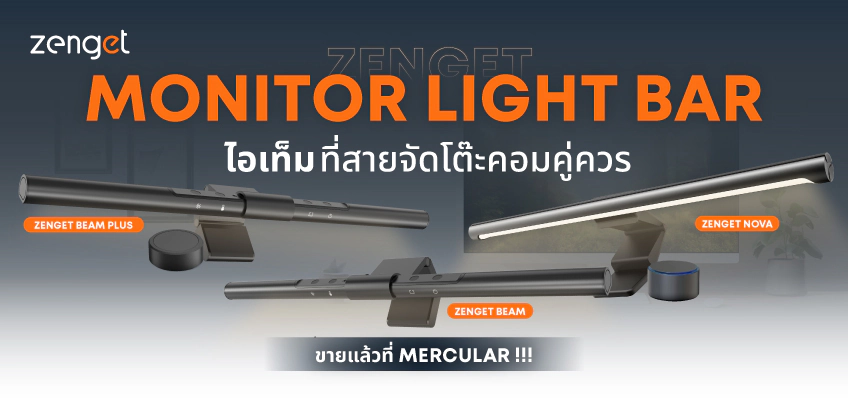 zenget
ZENGET
MONITOR LIGHT BAR
ไอเท็มที่สายจัดโต๊ะคอมคู่ควร
ZENGET BEAM PLUS
ZENGET NOVA
ZENGET BEAM
ขายแล้วที่ MERCULAR !!!